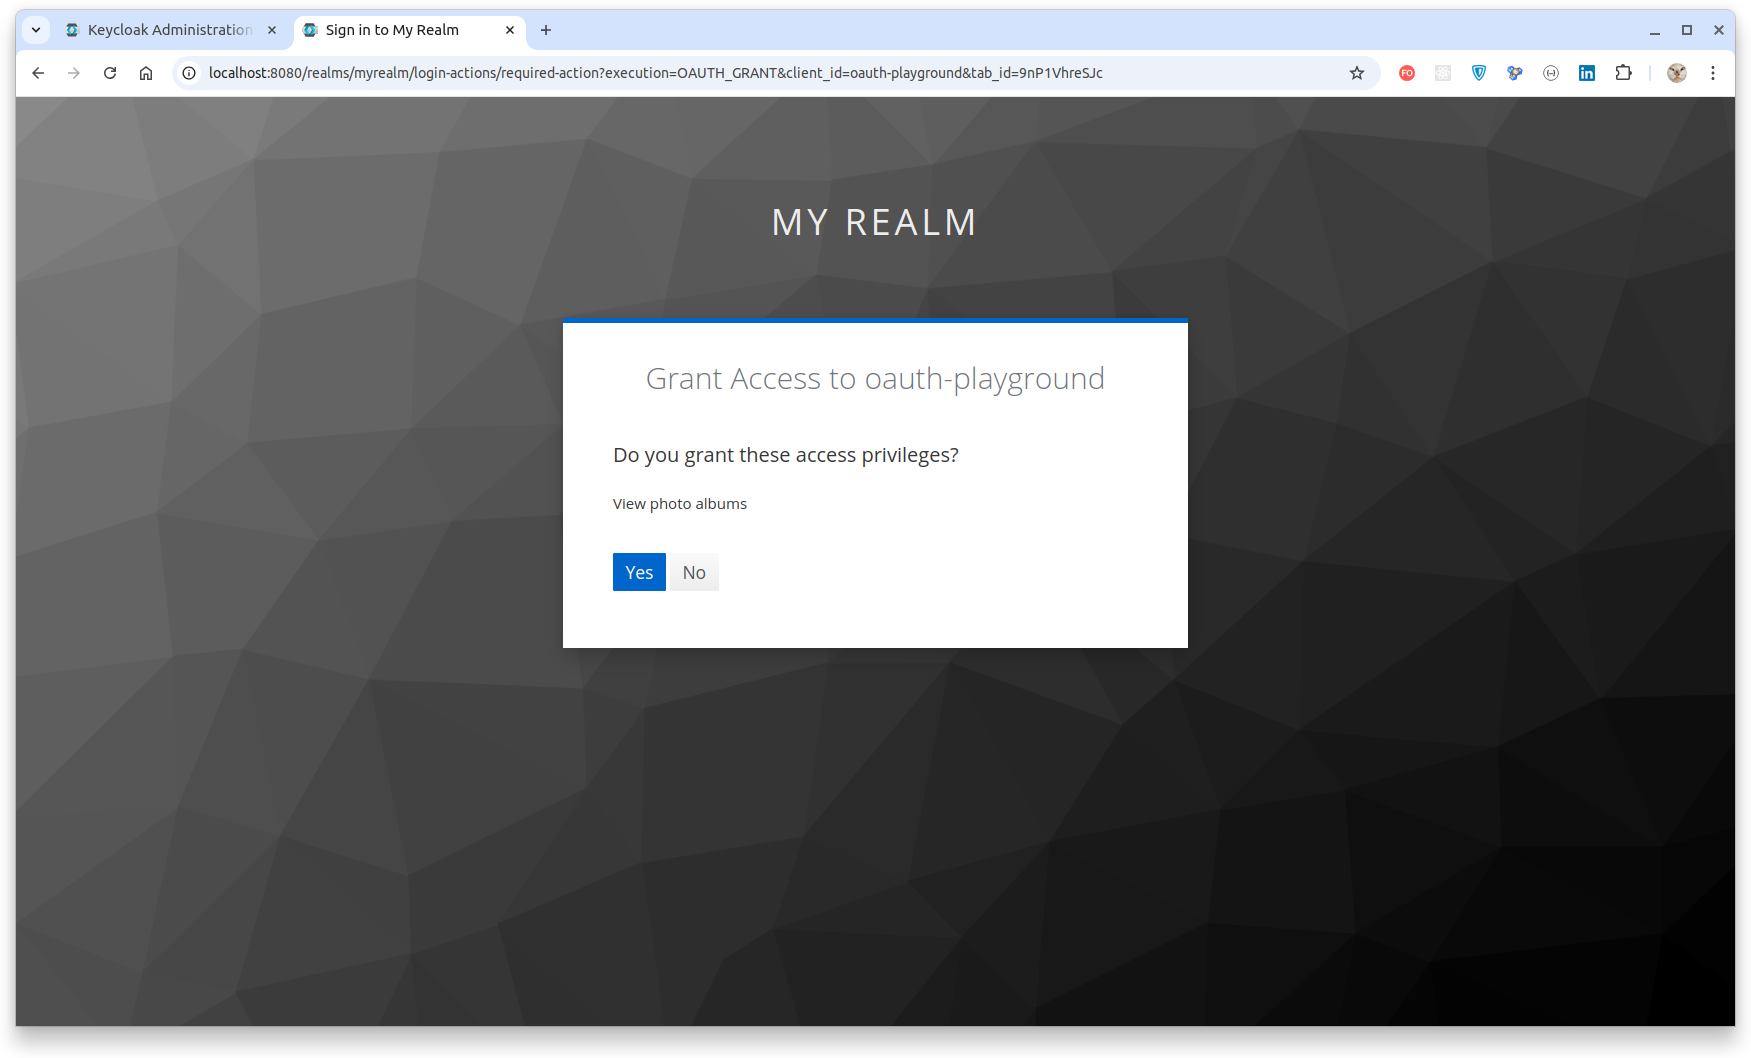 Keycloak Administration
Sign in to My Realm
localhost:8080/realms/myrealm/login-actions/required-action?execution=OAUTH_GRANT&client_id=oauth-playground&tab_id=9nP1VhreSJc
FO
in
MY REALM
Grant Access to oauth-playground
Do you grant these access privileges?
View photo albums
Yes No